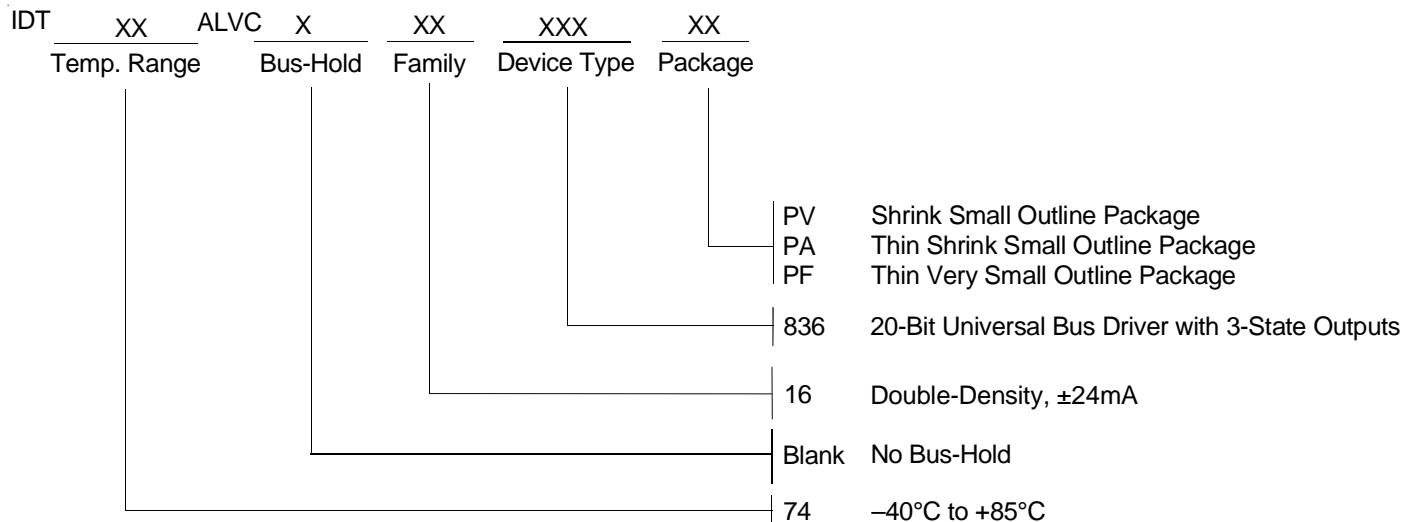 IDT XX ALVC X XX XXX XX
Temp. Range Bus-Hold Family Device Type Package
PV Shrink Small Outline Package
PA Thin Shrink Small Outline Package
PF Thin Very Small Outline Package
836 20-Bit Universal Bus Driver with 3-State Outputs
16 Double-Density, ±24mA
Blank No Bus-Hold
74 –40°C to +85°C